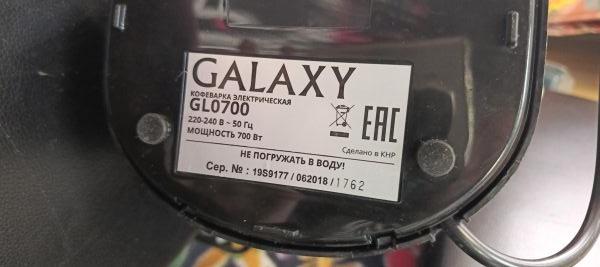 GALAXY
КОФЕВАРКА ЭЛЕКТРИЧЕСКАЯ
GL0700
220-240 В ~ 50 Гц
МОЩНОСТЬ 700 Вт
EAC
Сделано в КНР
НЕ ПОГРУЖАТЬ В ВОДУ!
Сер. № : 19S9177 / 062018 / 1762